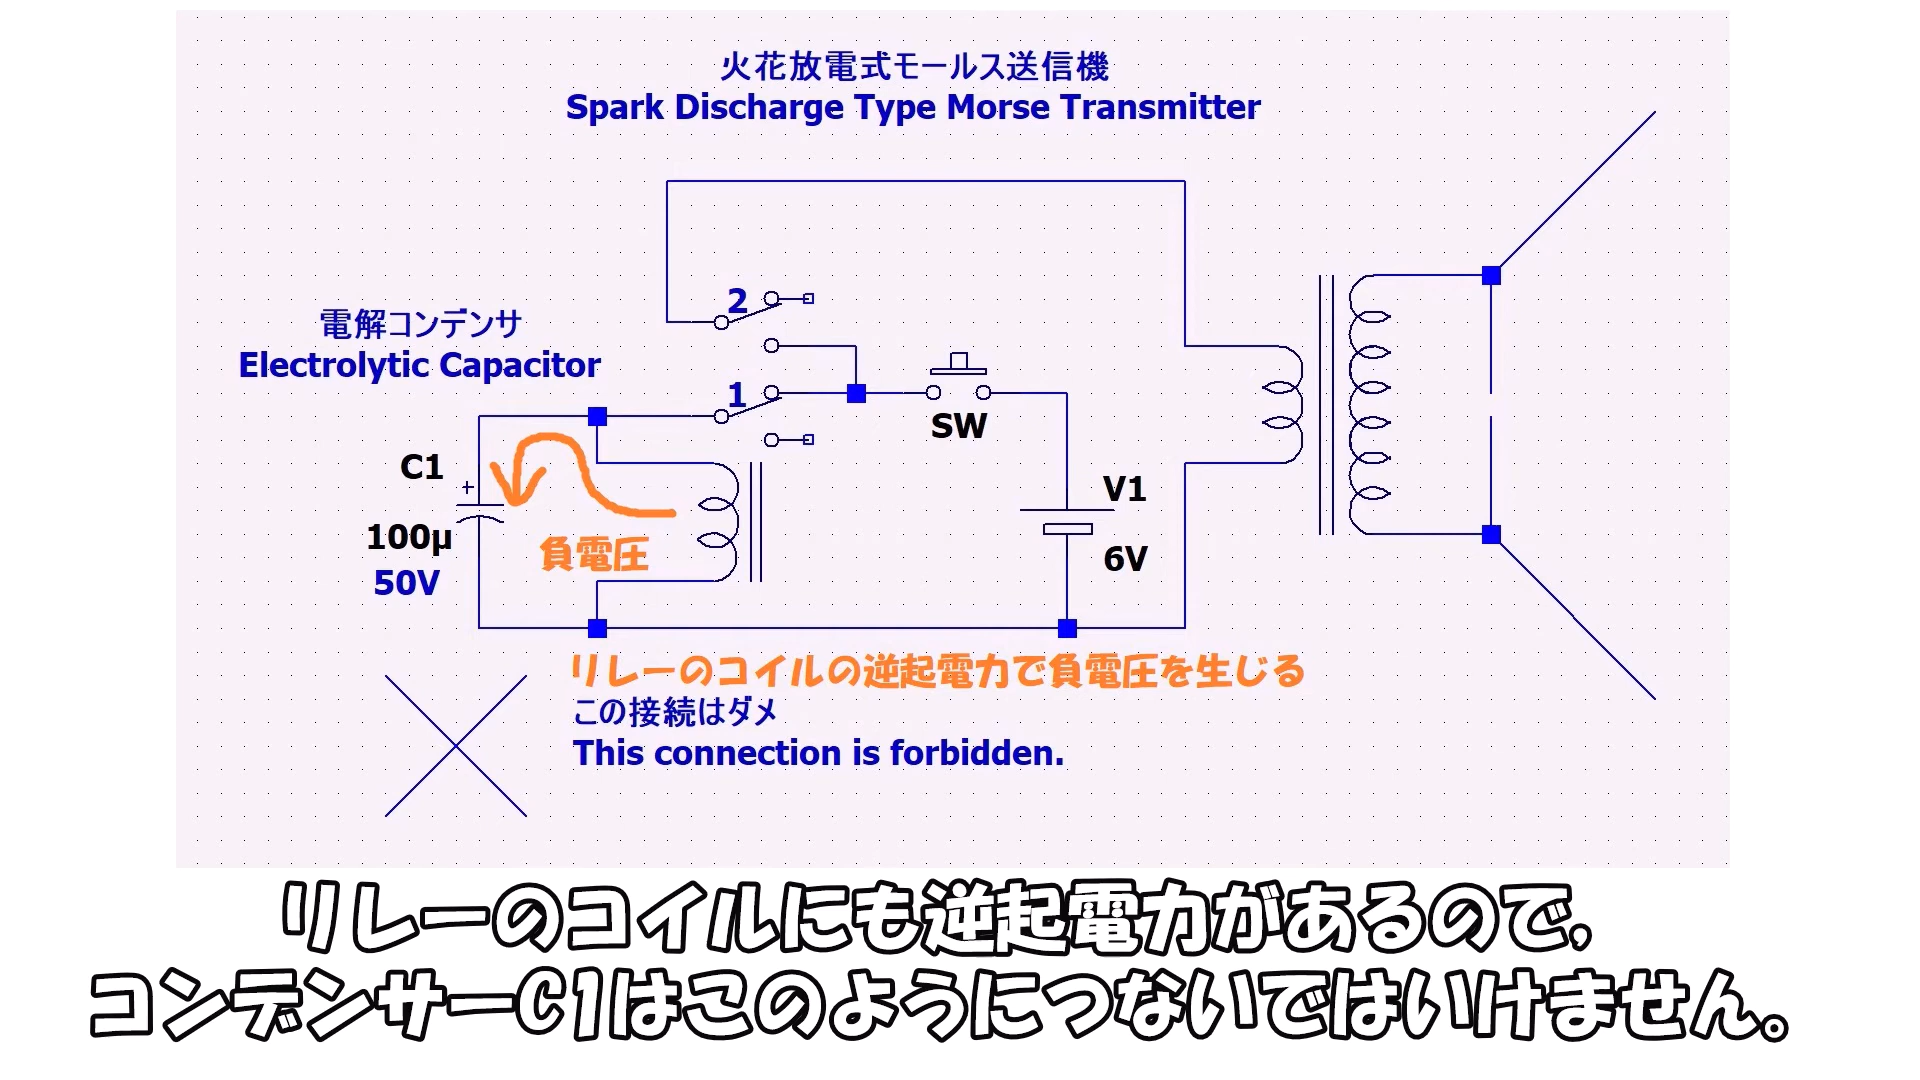 火花放電式モールス送信機
Spark Discharge Type Morse Transmitter
電解コンデンサ
Electrolytic Capacitor
2
1
SW
C1
+
100μ
50V
負電圧
V1
6V
リレーのコイルの逆起電力で負電圧を生じる
この接続はダメ
This connection is forbidden.
リレーのコイルにも逆起電力があるので,
コンデンサーC1はこのようにつないではいけません。